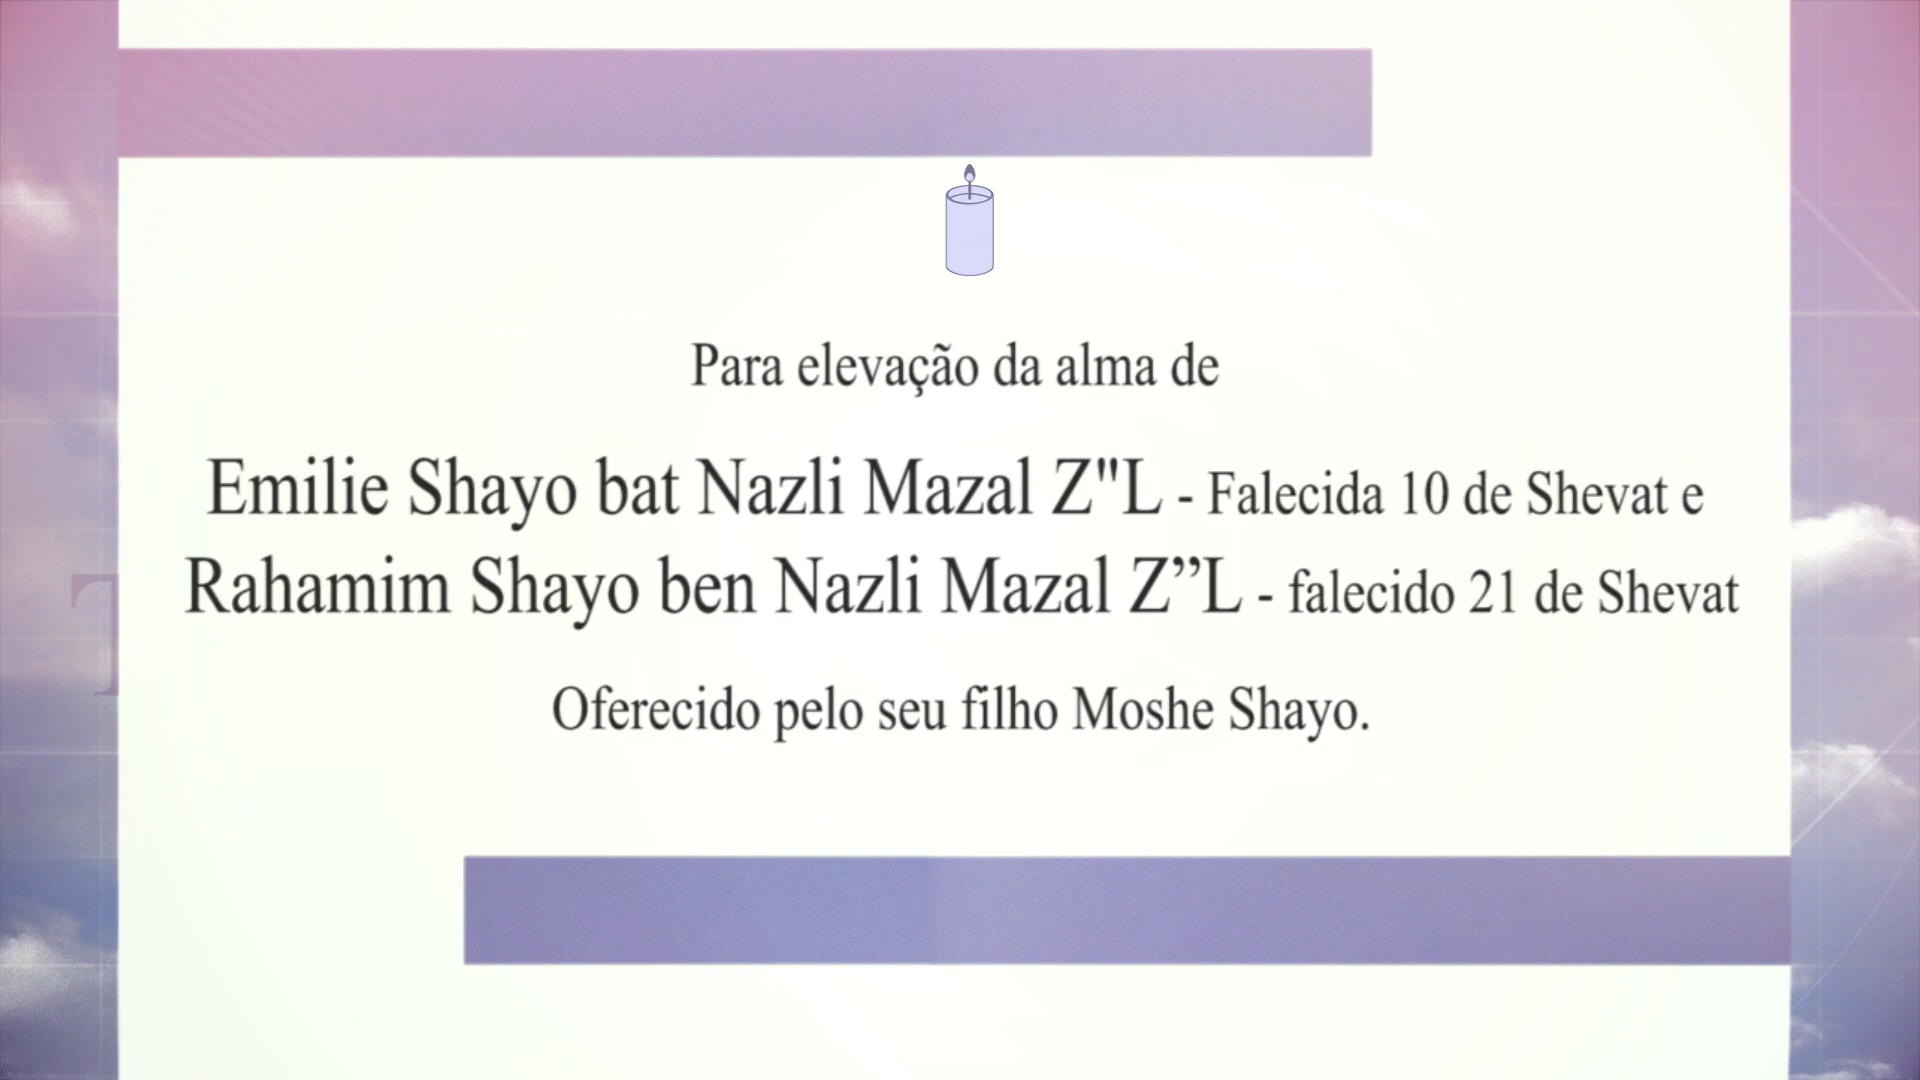 Para elevação da alma de
Emilie Shayo bat Nazli Mazal Z"L - Falecida 10 de Shevat e
Rahamim Shayo ben Nazli Mazal Z”L - falecido 21 de Shevat
Oferecido pelo seu filho Moshe Shayo.